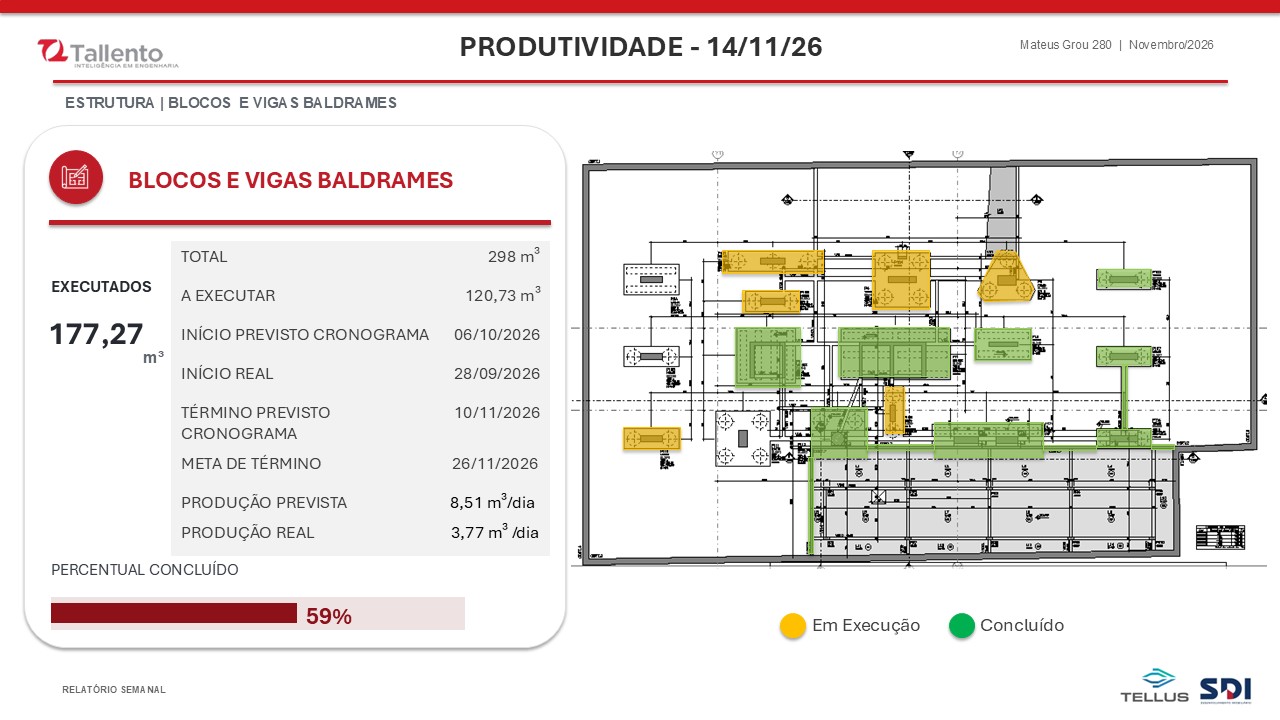 Tallento
INTELIGÊNCIA EM ENGENHARIA
PRODUTIVIDADE - 14/11/26
Mateus Grou 280 | Novembro/2026
ESTRUTURA | BLOCOS E VIGAS BALDRAMES
BLOCOS E VIGAS BALDRAMES
EXECUTADOS
177,27
m³
TOTAL 298 m³
A EXECUTAR 120,73 m³
INÍCIO PREVISTO CRONOGRAMA 06/10/2026
INÍCIO REAL 28/09/2026
TÉRMINO PREVISTO 10/11/2026
CRONOGRAMA
META DE TÉRMINO 26/11/2026
PRODUÇÃO PREVISTA 8,51 m³/dia
PRODUÇÃO REAL 3,77 m³ /dia
PERCENTUAL CONCLUÍDO
59%
Em Execução
Concluído
RELATÓRIO SEMANAL
TELLUS
SDI